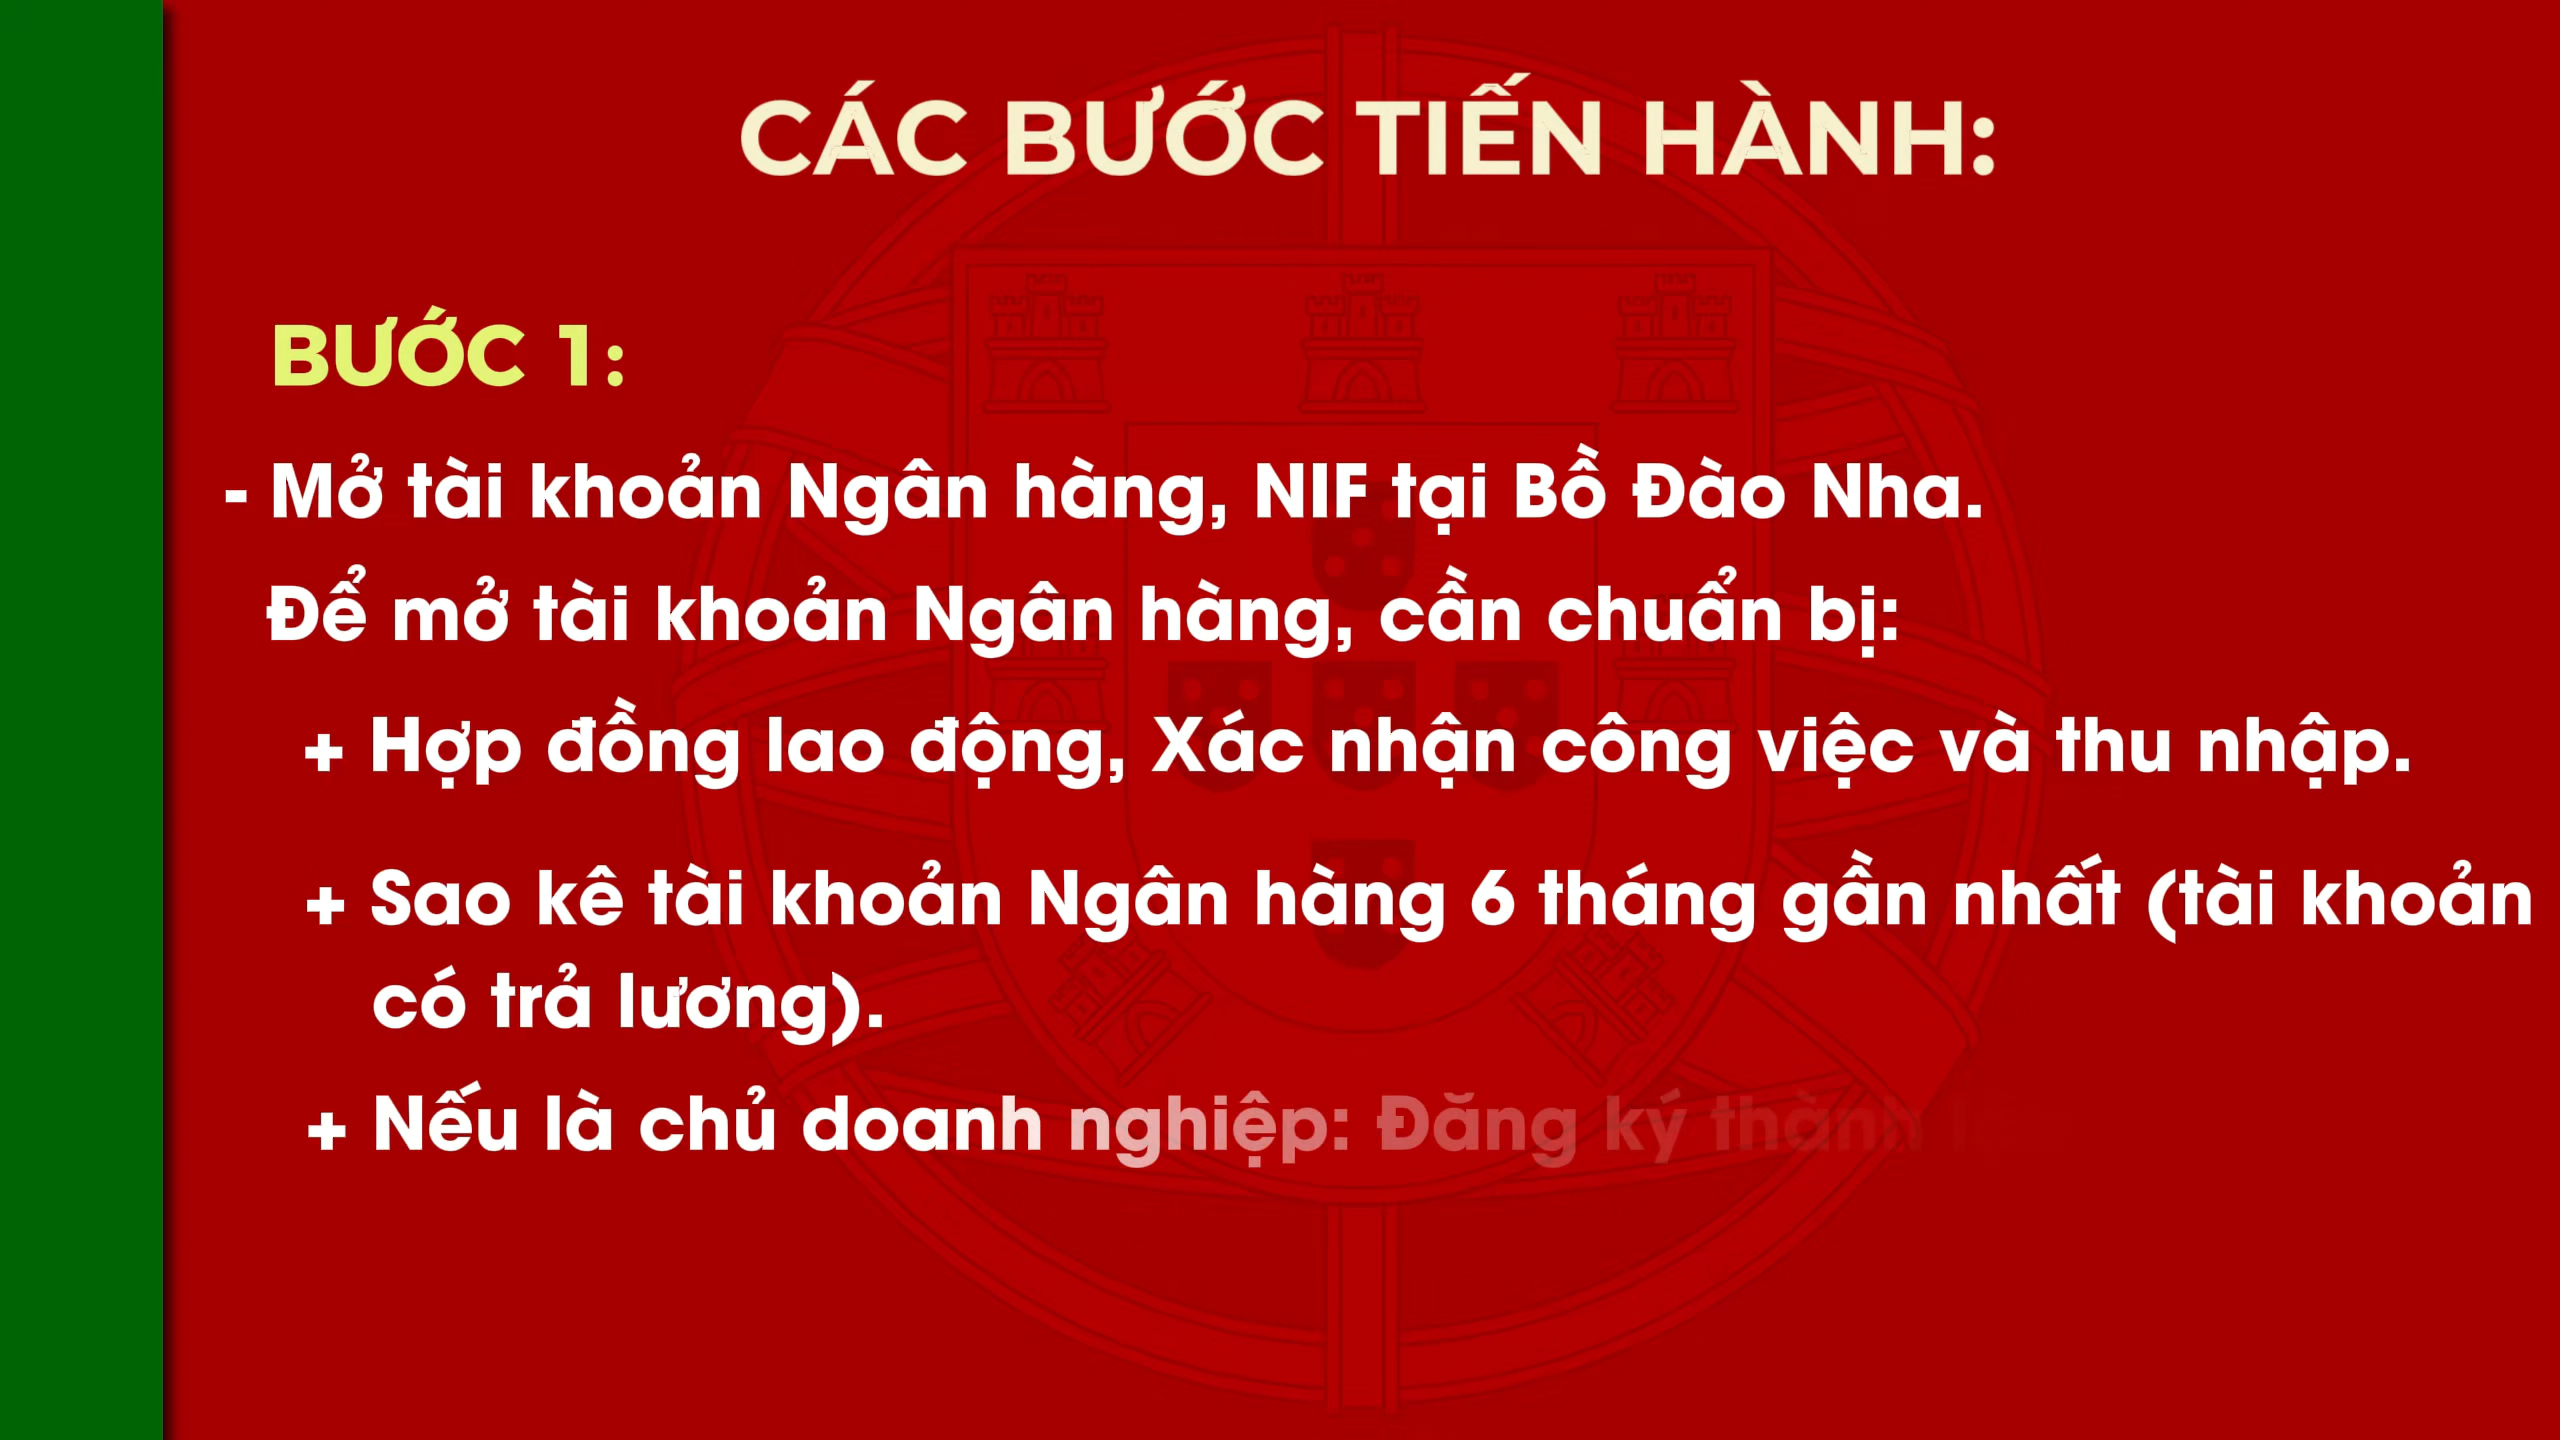 CÁC BƯỚC TIẾN HÀNH:
BƯỚC 1:
- Mở tài khoản Ngân hàng, NIF tại Bồ Đào Nha.
Để mở tài khoản Ngân hàng, cần chuẩn bị:
+ Hợp đồng lao động, Xác nhận công việc và thu nhập.
+ Sao kê tài khoản Ngân hàng 6 tháng gần nhất (tài khoản
có trả lương).
+ Nếu là chủ doanh nghiệp: Đăng ký thành